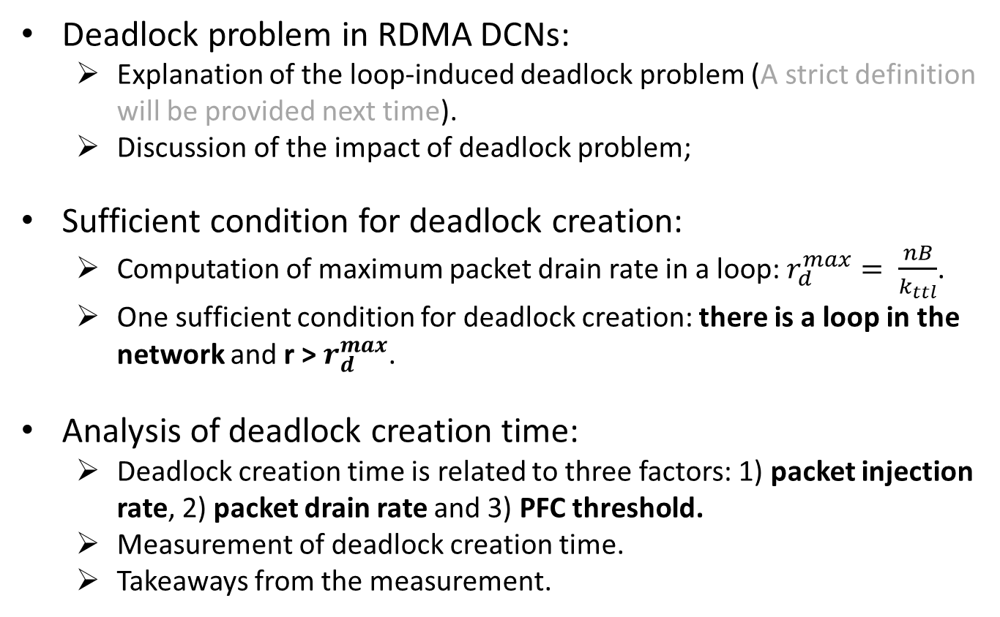 • Deadlock problem in RDMA DCNs:
➢ Explanation of the loop-induced deadlock problem (A strict definition
will be provided next time).
➢ Discussion of the impact of deadlock problem;
• Sufficient condition for deadlock creation:
➢ Computation of maximum packet drain rate in a loop: $r_d^{max} = \frac{nB}{k_{ttl}}$.
➢ One sufficient condition for deadlock creation: there is a loop in the
network and r > $r_d^{max}$.
• Analysis of deadlock creation time:
➢ Deadlock creation time is related to three factors: 1) packet injection
rate, 2) packet drain rate and 3) PFC threshold.
➢ Measurement of deadlock creation time.
➢ Takeaways from the measurement.